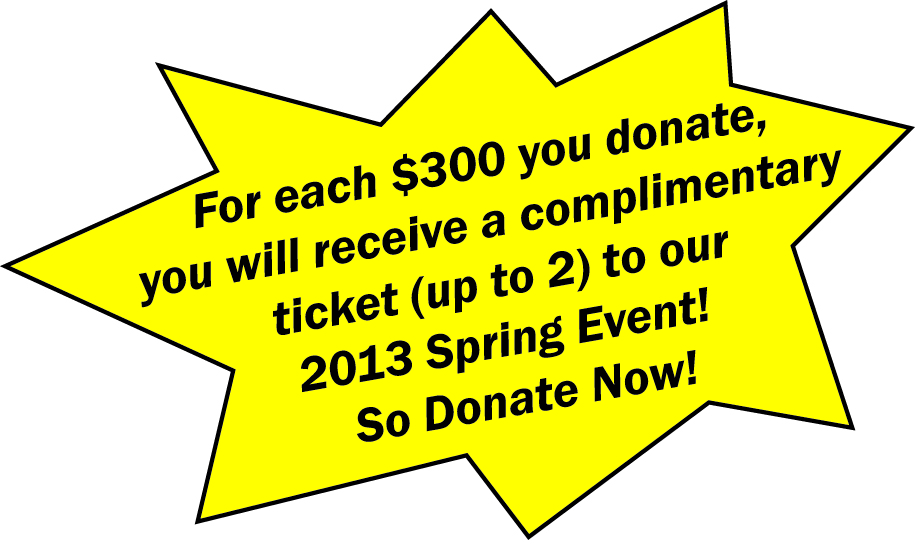 For each $300 you donate,
you will receive a complimentary
ticket (up to 2) to our
2013 Spring Event!
So Donate Now!